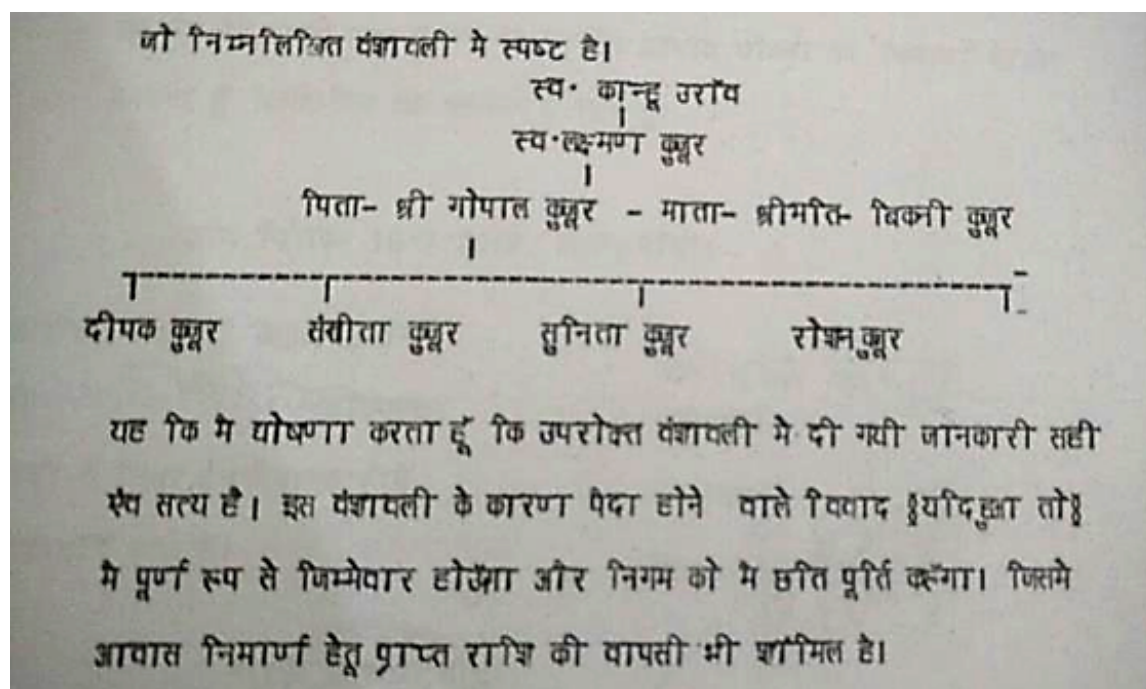 जो निम्नलिखित वंशावली मे स्पष्ट है।
स्व· कान्दू उराँव
स्व·लक्ष्मण कुजूर
पिता- श्री गोपाल कुजूर - माता- श्रीमति- चिकनी कुजूर
दीपक कुजूर संगीता कुजूर सुनिता कुजूर रोशन कुजूर
यह कि मै घोषणा करता हूँ कि उपरोक्त वंशावली मे दी गयी जानकारी सही
एंव सत्य है। इस वंशावली के कारण पैदा होने वाले विवाद §यदिहुआ तो§
मै पूर्ण रूप से जिम्मेवार होउँगा और निगम को मै छति पूर्ति करूँगा। जिसमे
आवास निमार्ण हेतू प्राप्त राशि की वापसी भी शामिल है।